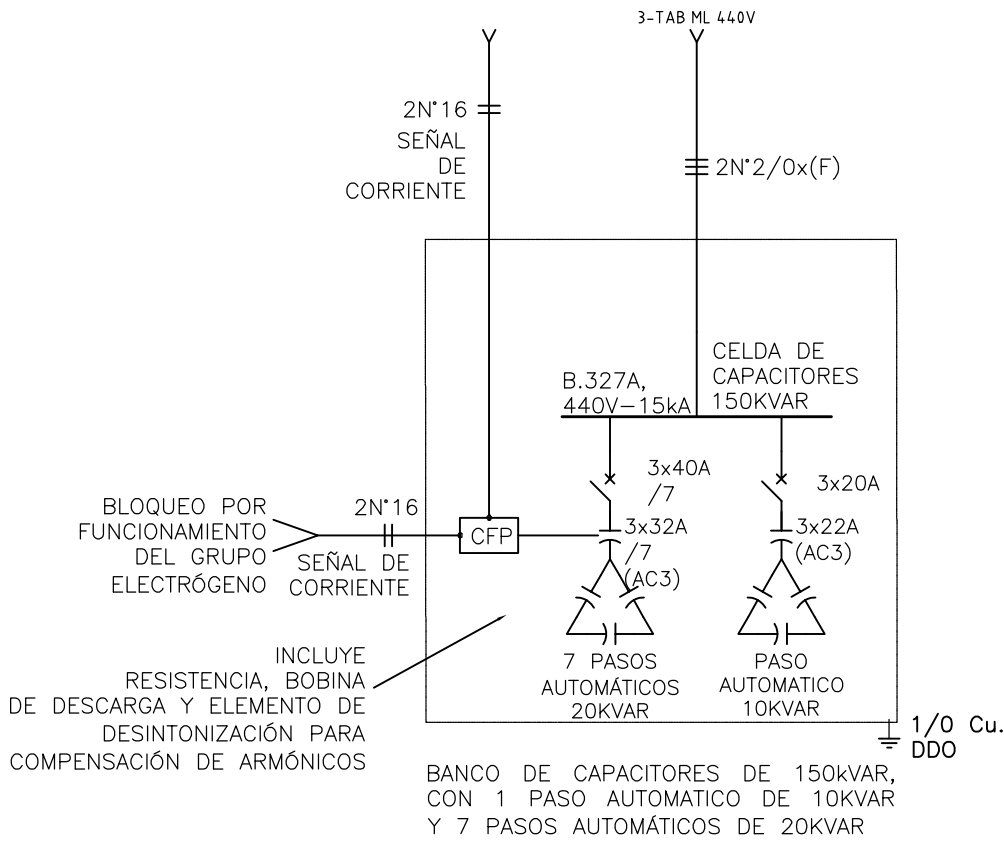 3-TAB ML 440V
2N°16
SEÑAL
DE
CORRIENTE
2N°2/0x(F)
CELDA DE
CAPACITORES
150KVAR
B.327A,
440V-15kA
3x40A
/7
3x20A
BLOQUEO POR
FUNCIONAMIENTO
DEL GRUPO
ELECTRÓGENO
2N°16
SEÑAL DE
CORRIENTE
CFP
3x32A
/7
(AC3)
3x22A
(AC3)
7 PASOS
AUTOMÁTICOS
20KVAR
PASO
AUTOMATICO
10KVAR
INCLUYE
RESISTENCIA, BOBINA
DE DESCARGA Y ELEMENTO DE
DESINTONIZACIÓN PARA
COMPENSACIÓN DE ARMÓNICOS
1/0 Cu.
DDO
BANCO DE CAPACITORES DE 150kVAR,
CON 1 PASO AUTOMATICO DE 10KVAR
Y 7 PASOS AUTOMÁTICOS DE 20KVAR